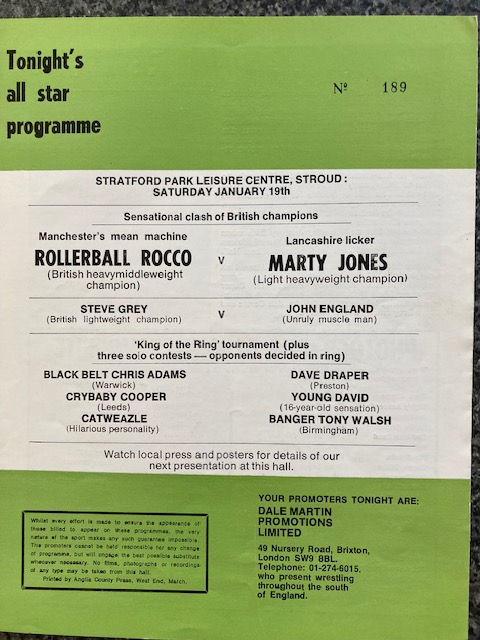 Tonight's
all star
programme
Nº 189
STRATFORD PARK LEISURE CENTRE, STROUD :
SATURDAY JANUARY 19th
Sensational clash of British champions
Manchester's mean machine
ROLLERBALL ROCCO
(British heavymiddleweight
champion)
v
Lancashire licker
MARTY JONES
(Light heavyweight champion)
STEVE GREY
(British lightweight champion)
v
JOHN ENGLAND
(Unruly muscle man)
'King of the Ring' tournament (plus
three solo contests — opponents decided in ring)
BLACK BELT CHRIS ADAMS
(Warwick)
DAVE DRAPER
(Preston)
CRYBABY COOPER
(Leeds)
YOUNG DAVID
(16-year-old sensation)
CATWEAZLE
(Hilarious personality)
BANGER TONY WALSH
(Birmingham)
Watch local press and posters for details of our
next presentation at this hall.
Whilst every effort is made to ensure the appearance of
those billed to appear on these programmes, the very
nature of the sport makes any such guarantee impossible.
The promoters cannot be held responsible for any change
of programme, but will engage the best possible substitute
whenever necessary. No films, photographs or recordings
of any type may be taken from this hall.
Printed by Anglia County Press, West End, March.
YOUR PROMOTERS TONIGHT ARE:
DALE MARTIN
PROMOTIONS
LIMITED
49 Nursery Road, Brixton,
London SW9 8BL.
Telephone: 01-274-6015,
who present wrestling
throughout the south
of England.